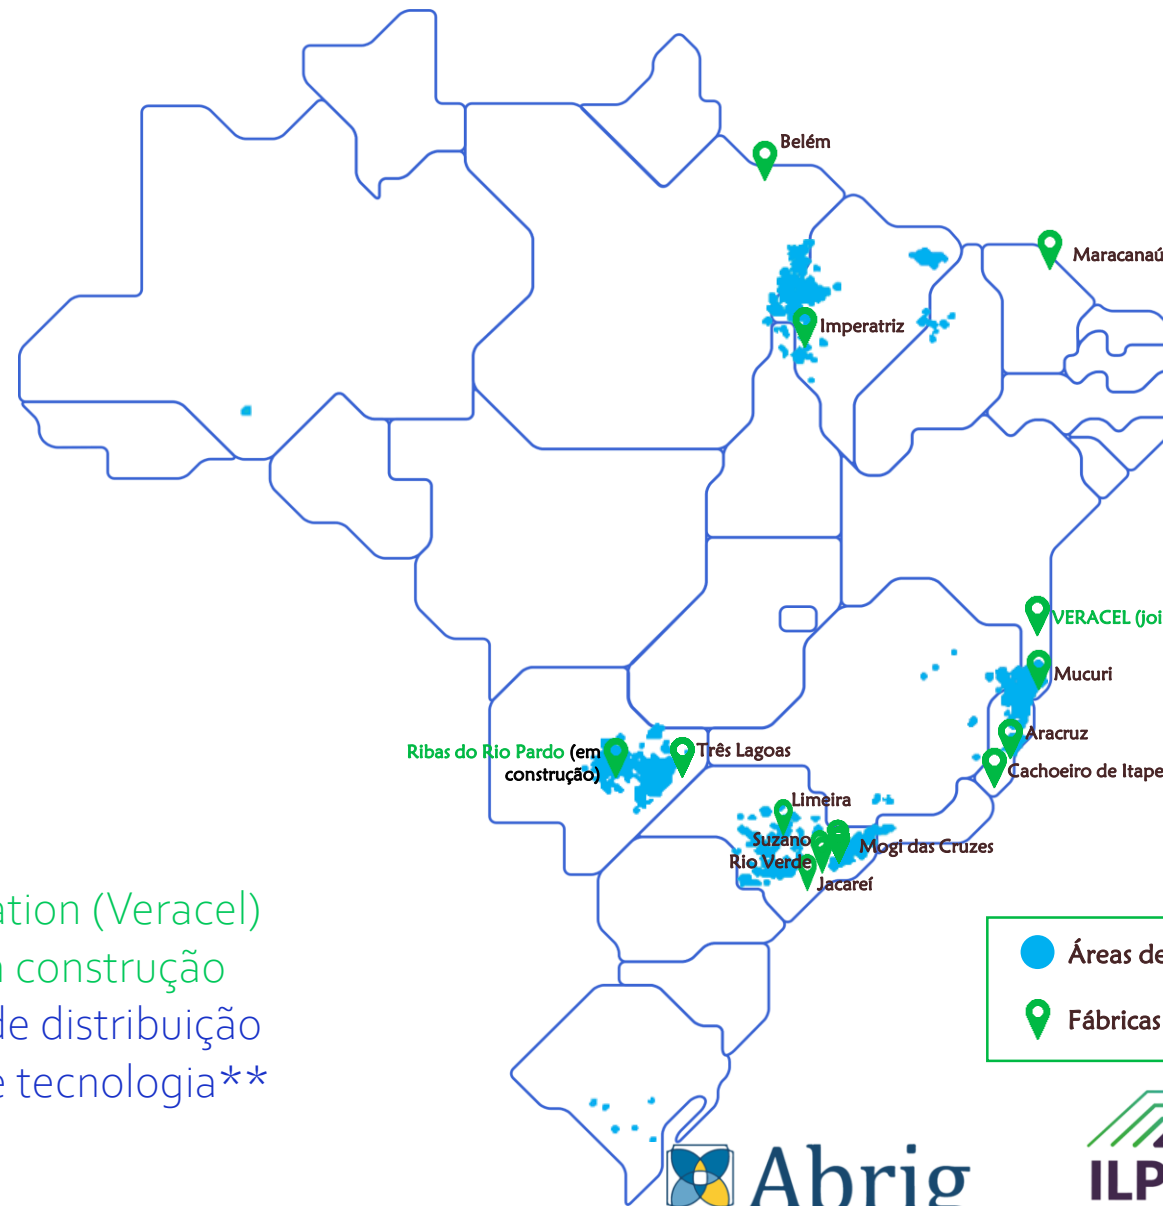 Belém
Maracanaú
Imperatriz
VERACEL (joi
Mucuri
Aracruz
Cachoeiro de Itape
Ribas do Rio Pardo (em
construção)
Três Lagoas
Limeira
Suzano
Mogi das Cruzes
Rio Verde
Jacareí
ation (Veracel)
construção
de distribuição
e tecnologia**
Áreas de
Fábricas
Abrig
ILP